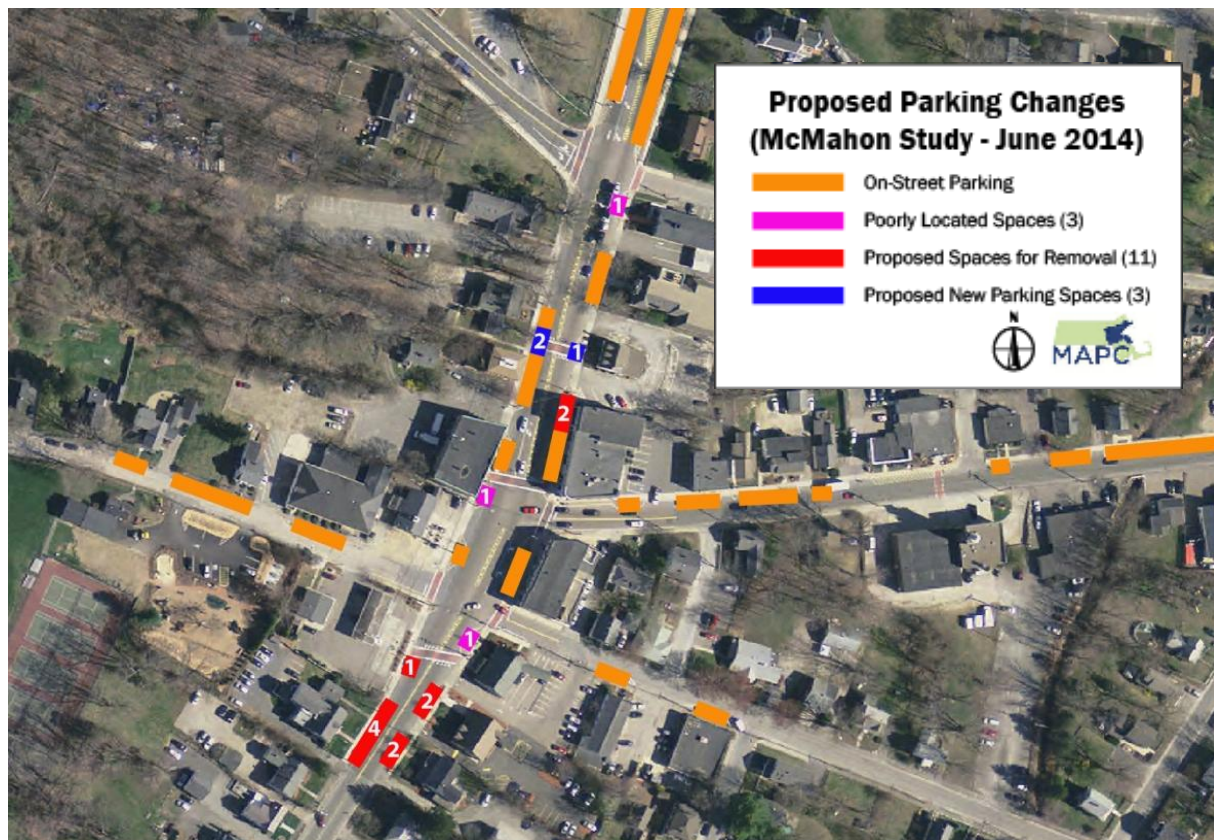 Proposed Parking Changes
(McMahon Study - June 2014)
On-Street Parking
Poorly Located Spaces (3)
Proposed Spaces for Removal (11)
Proposed New Parking Spaces (3)
N
MAPC
1
2
1
2
1
1
1
2
4
2